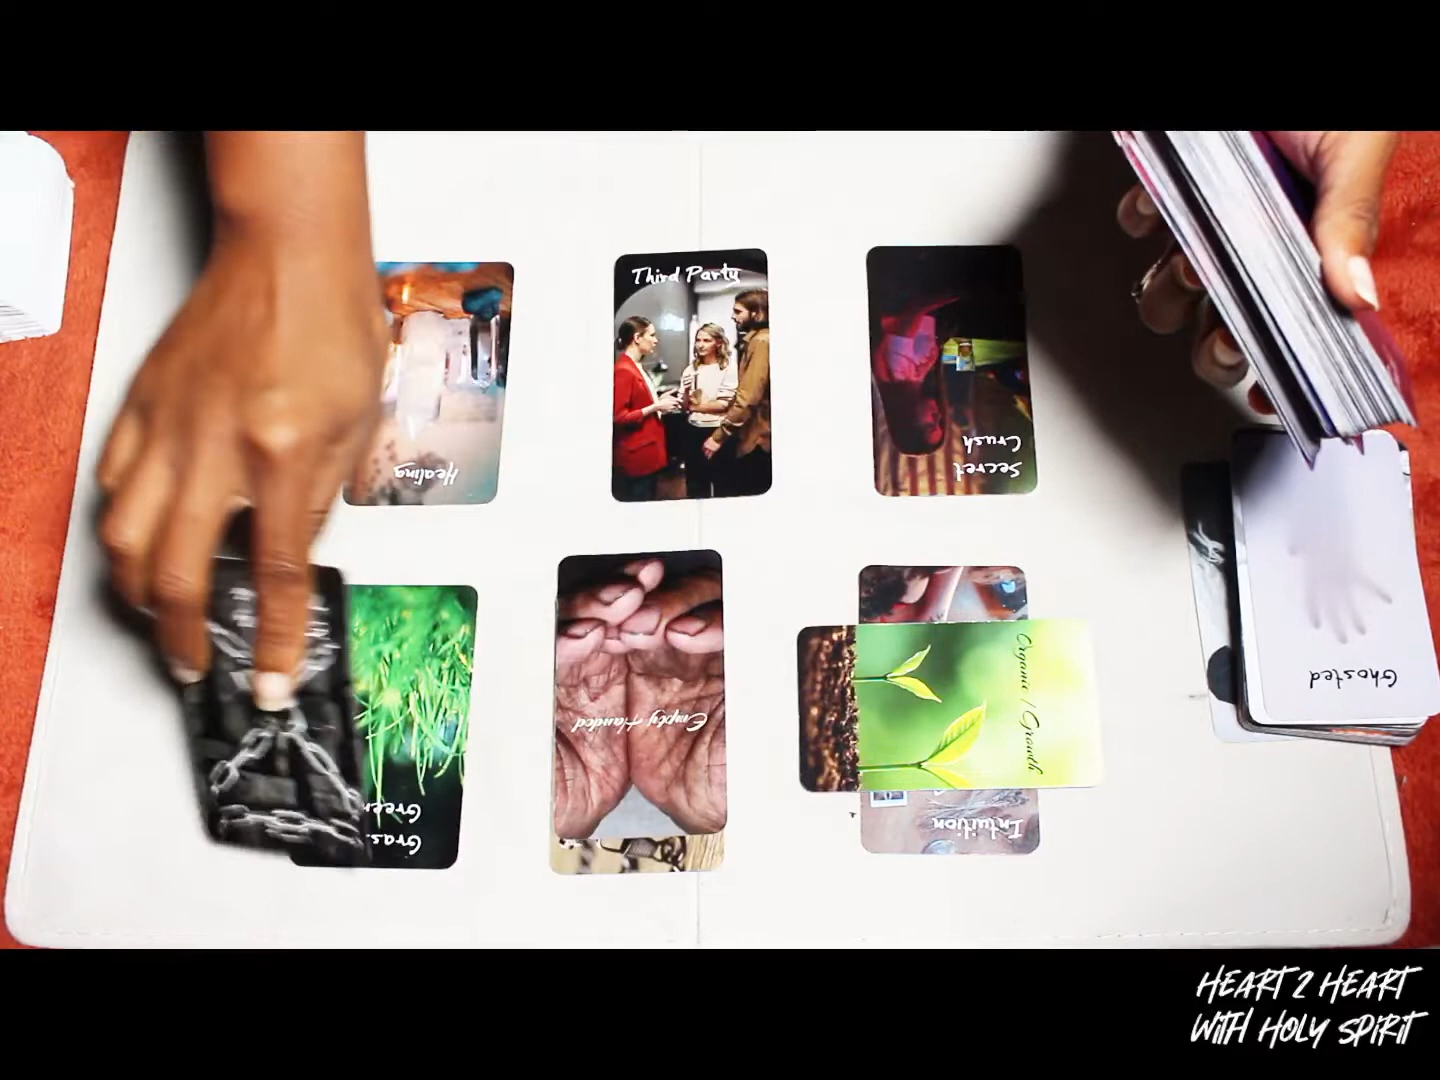 Third Party
Healing
Secret
Crush
Empty Handed
Organic / Growth
Intuition
Ghosted
HEART 2 HEART
WITH HOLY SPIRIT